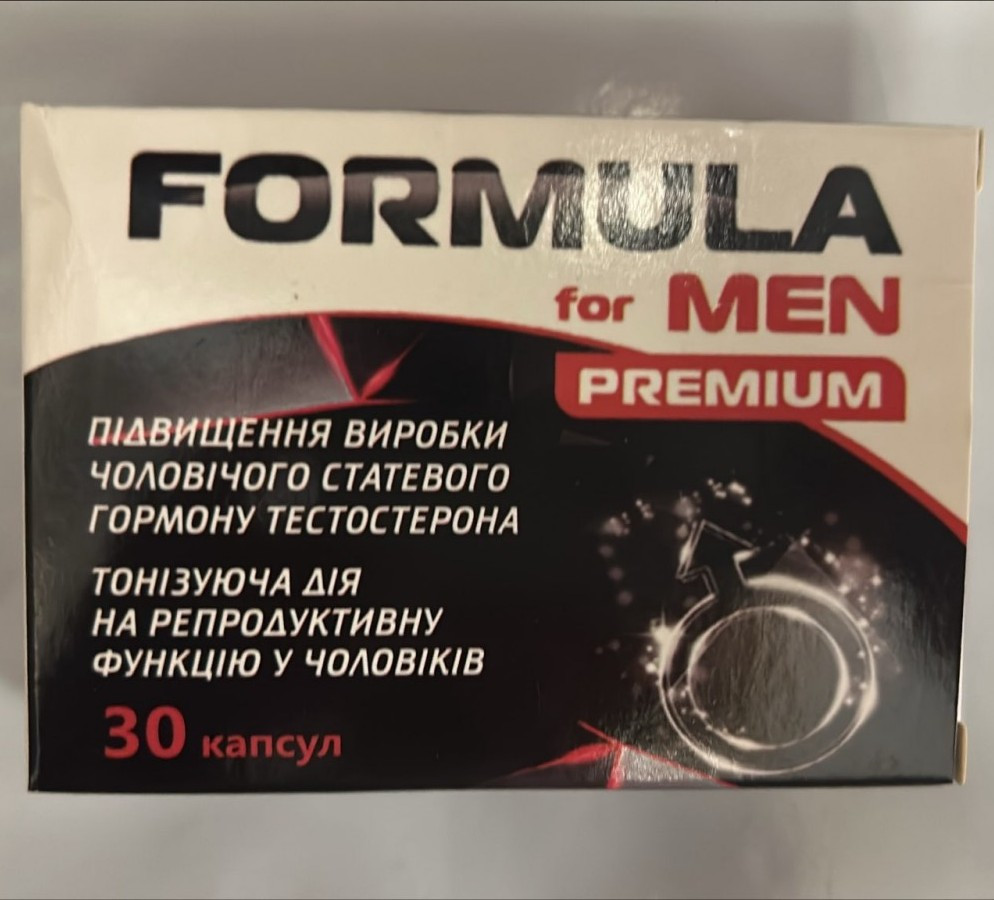 FORMULA
for MEN
PREMIUM
ПІДВИЩЕННЯ ВИРОБКИ
ЧОЛОВІЧОГО СТАТЕВОГО
ГОРМОНУ ТЕСТОСТЕРОНА
ТОНІЗУЮЧА ДІЯ
НА РЕПРОДУКТИВНУ
ФУНКЦІЮ У ЧОЛОВІКІВ
30 капсул